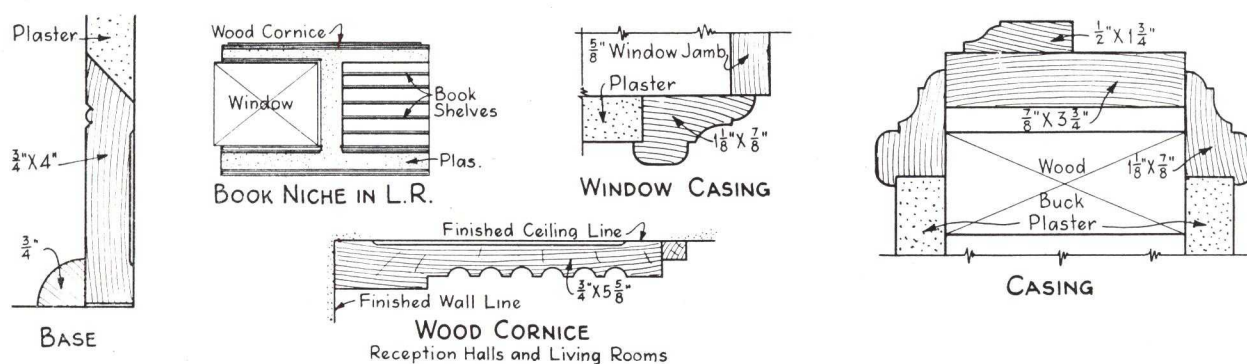 Plaster
3/4" X 4"
3/4"
BASE
Wood Cornice
Window
Book
Shelves
Plas.
BOOK NICHE IN L.R.
5/8" Window Jamb
Plaster
1 1/8" X 7/8"
WINDOW CASING
Finished Ceiling Line
3/4" X 5 5/8"
Finished Wall Line
WOOD CORNICE
Reception Halls and Living Rooms
1/2" X 1 3/4"
7/8" X 3 3/4"
1 1/8" X 7/8"
Wood
Buck
Plaster
CASING